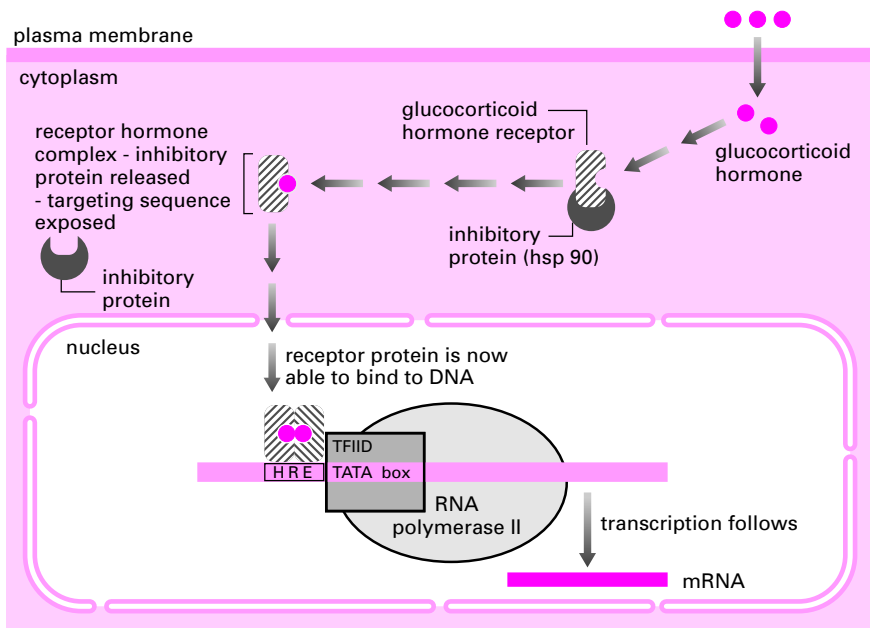 plasma membrane
cytoplasm
glucocorticoid
hormone receptor
glucocorticoid
hormone
receptor hormone
complex - inhibitory
protein released
- targeting sequence
exposed
inhibitory
protein (hsp 90)
inhibitory
protein
nucleus
receptor protein is now
able to bind to DNA
TFIID
HRE
TATA box
RNA
polymerase II
transcription follows
mRNA